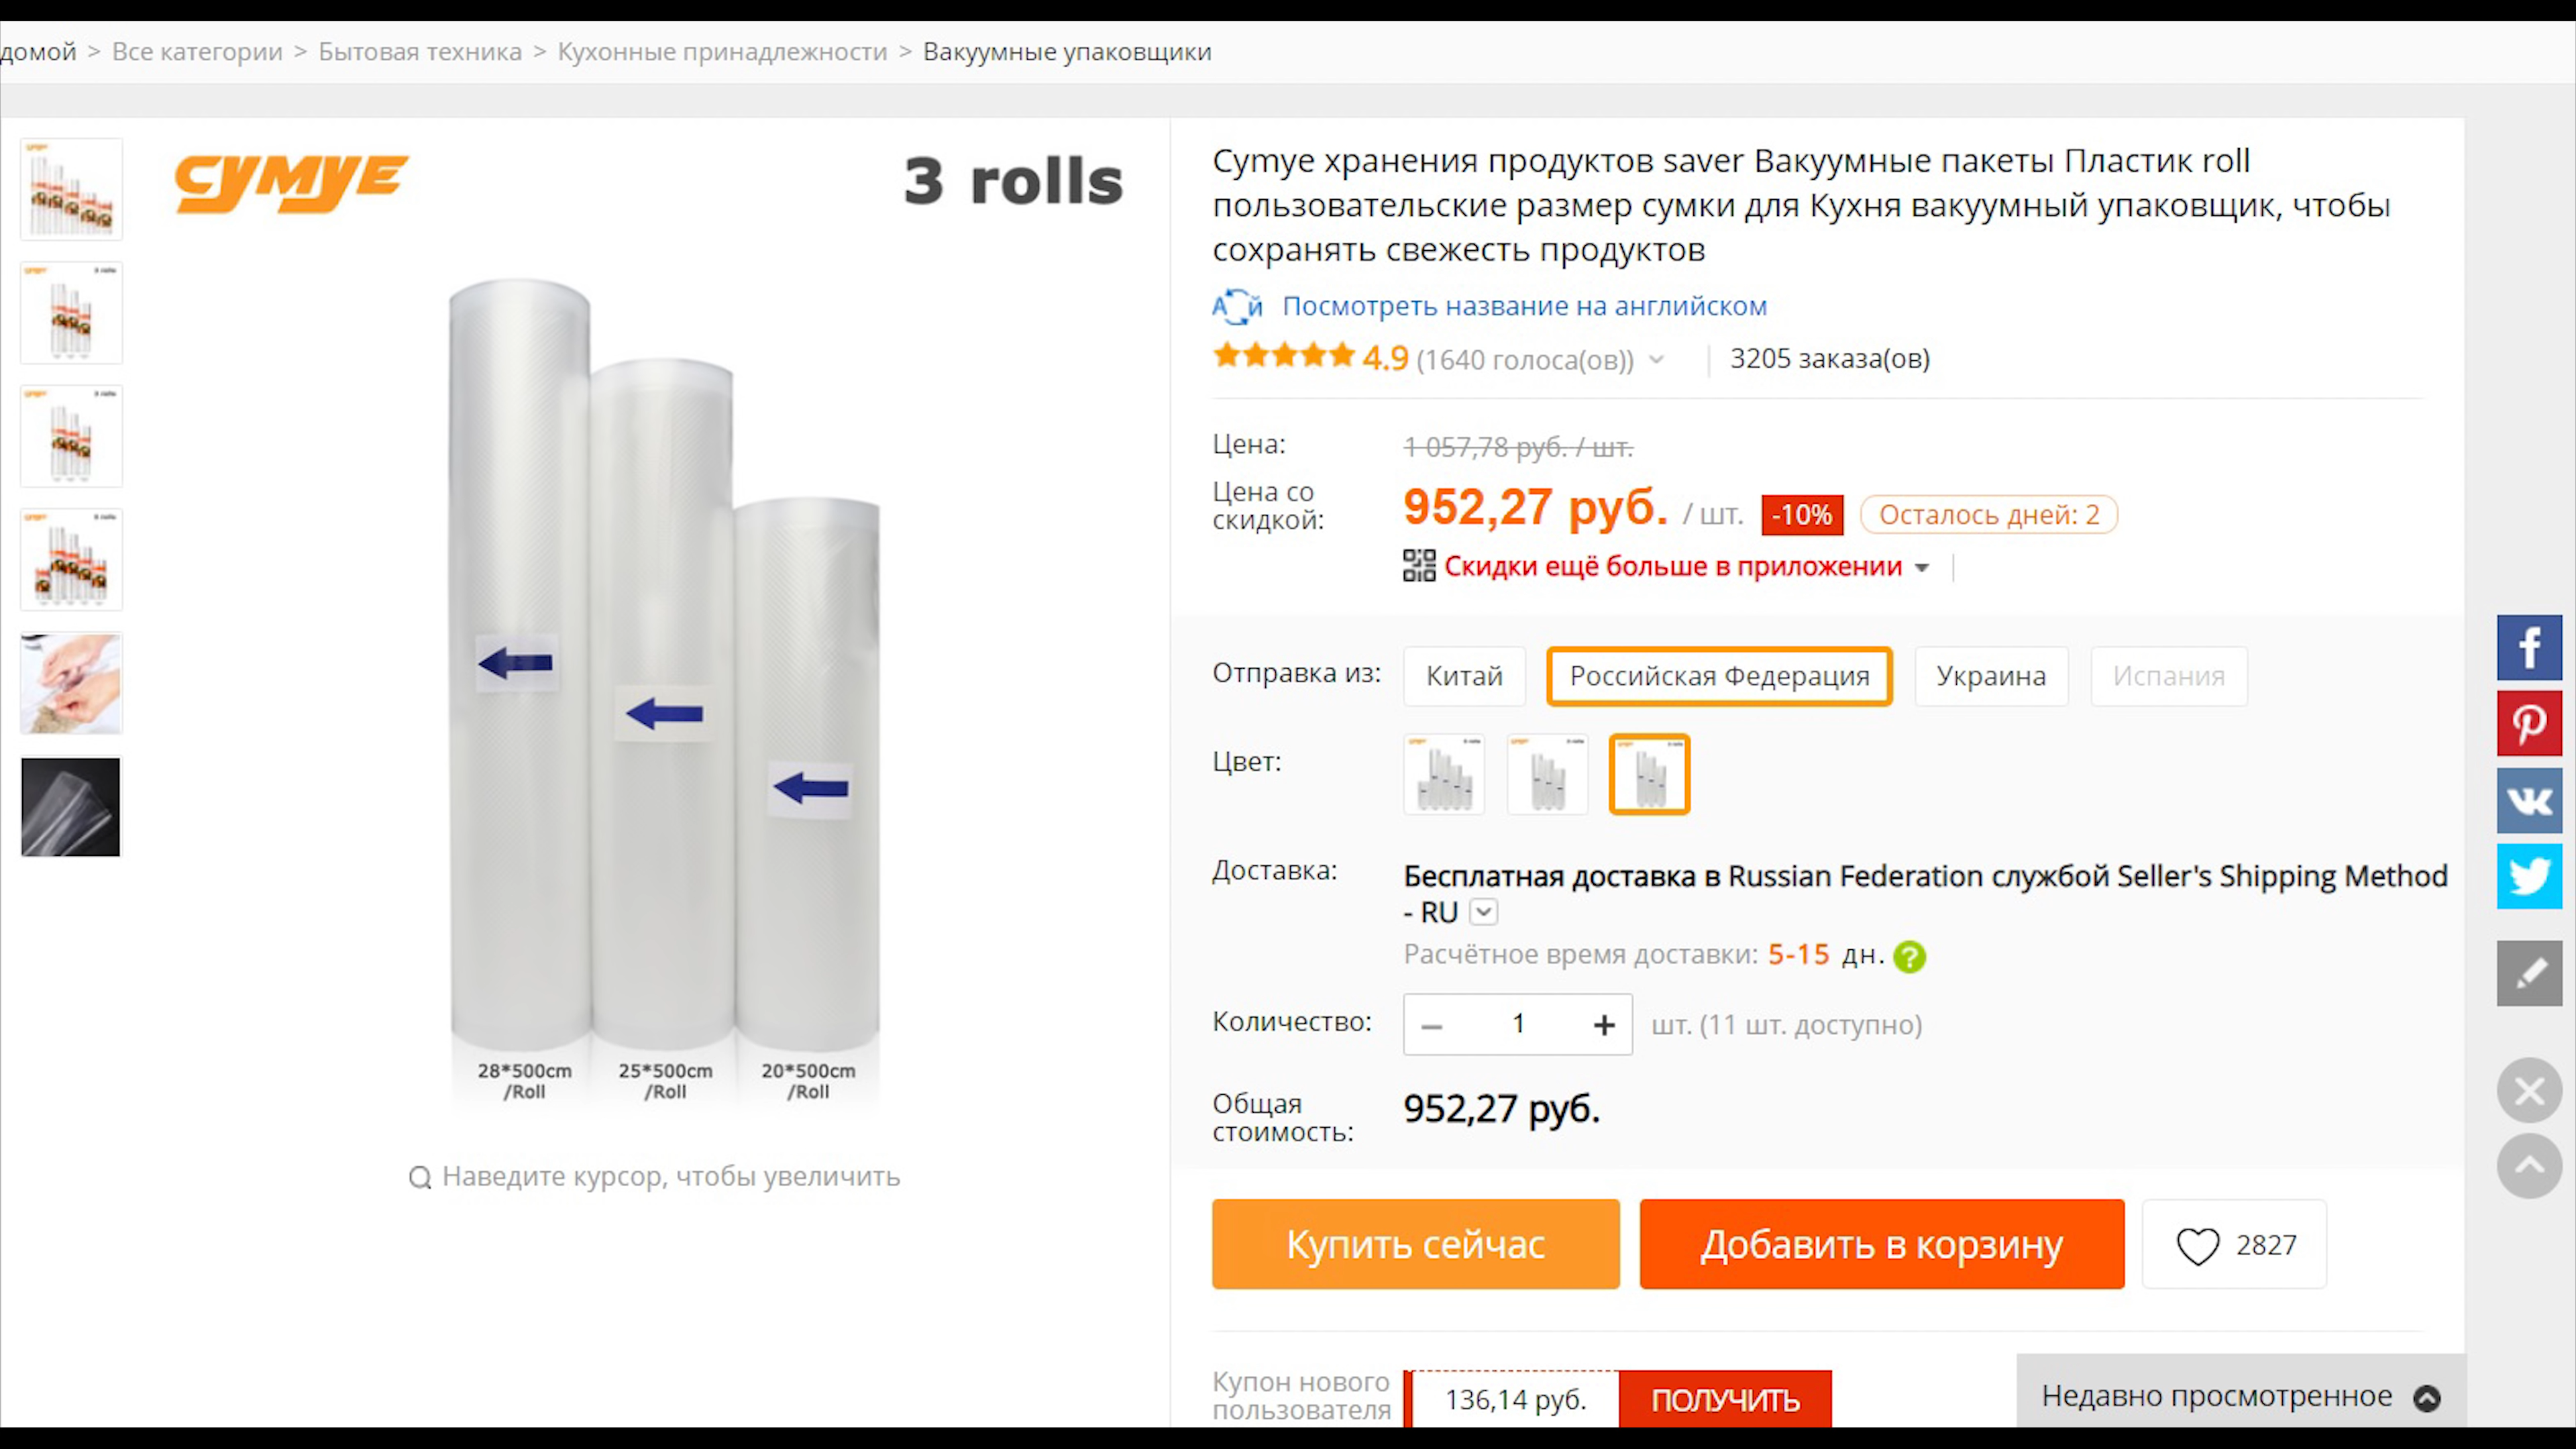 домой > Все категории > Бытовая техника > Кухонные принадлежности > Вакуумные упаковщики
CYMYE
3 rolls
28*500cm
/Roll
25*500cm
/Roll
20*500cm
/Roll
Наведите курсор, чтобы увеличить
Cymye хранения продуктов saver Вакуумные пакеты Пластик roll
пользовательские размер сумки для Кухня вакуумный упаковщик, чтобы
сохранять свежесть продуктов
Посмотреть название на английском
4.9 (1640 голоса(ов)) 3205 заказа(ов)
Цена: 1 057,78 руб. / шт.
Цена со
скидкой:
952,27 руб. / шт. -10% Осталось дней: 2
Скидки ещё больше в приложении
Отправка из: Китай Российская Федерация Украина Испания
Цвет:
Доставка: Бесплатная доставка в Russian Federation службой Seller's Shipping Method
- RU
Расчётное время доставки: 5-15 дн. ?
Количество: − 1 + шт. (11 шт. доступно)
Общая
стоимость:
952,27 руб.
Купить сейчас Добавить в корзину 2827
Купон нового
пользователя
136,14 руб. ПОЛУЧИТЬ
Недавно просмотренное